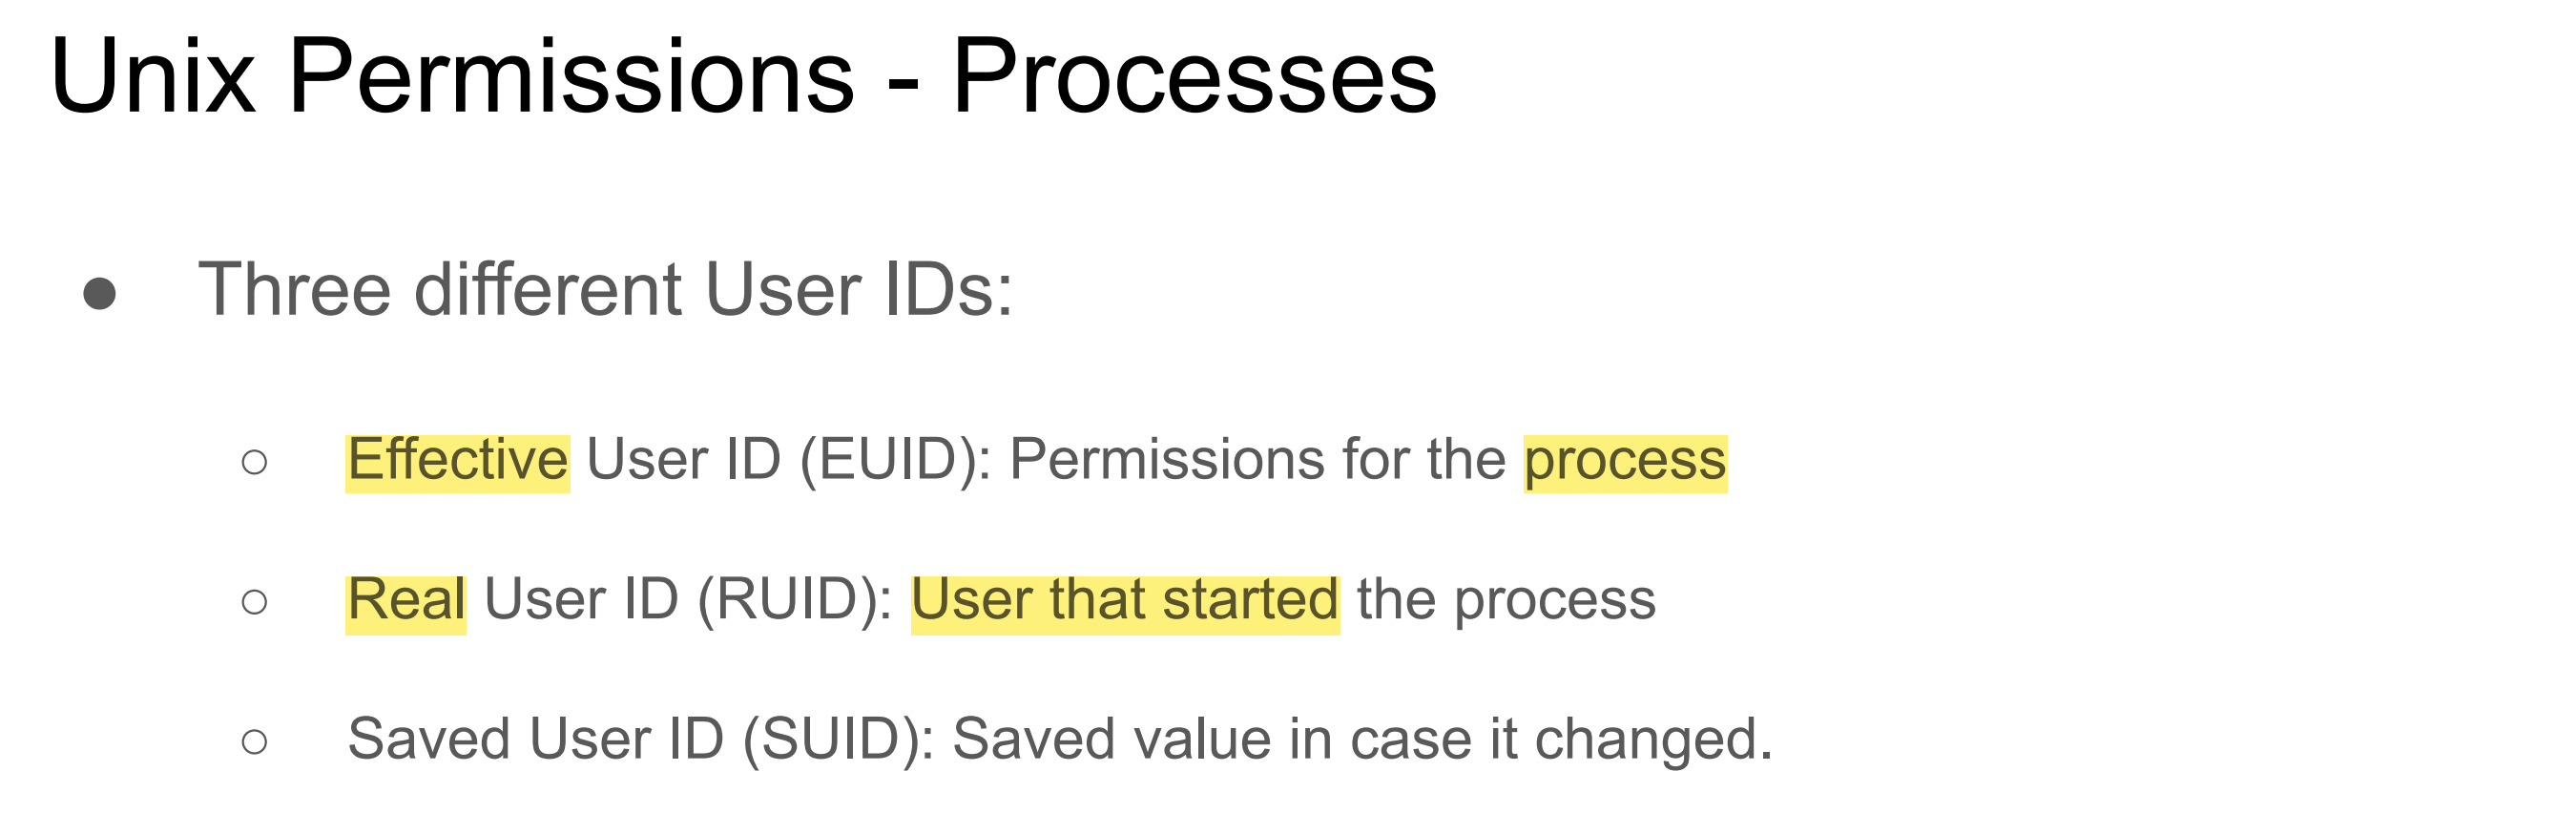 Unix Permissions - Processes
● Three different User IDs:
○ Effective User ID (EUID): Permissions for the process
○ Real User ID (RUID): User that started the process
○ Saved User ID (SUID): Saved value in case it changed.